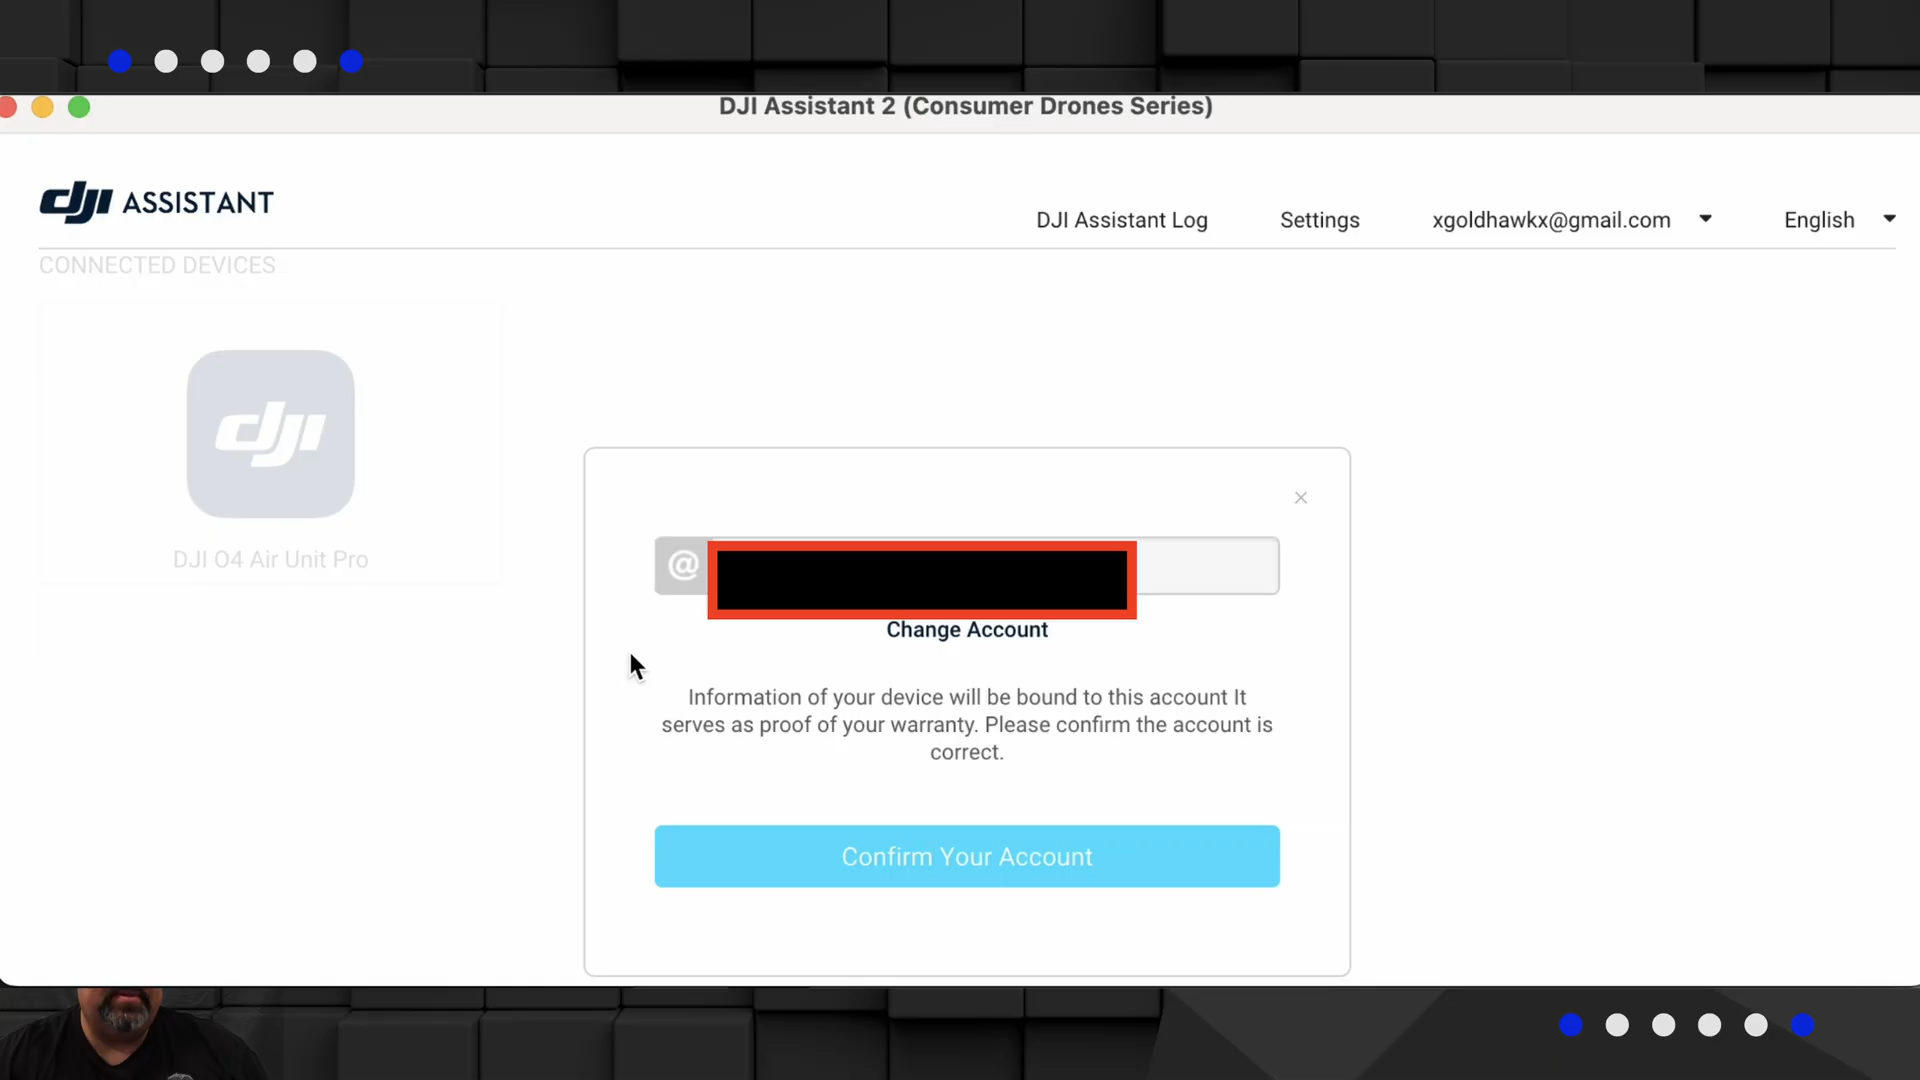 DJI Assistant 2 (Consumer Drones Series)
dji ASSISTANT
DJI Assistant Log Settings xgoldhawkx@gmail.com English
CONNECTED DEVICES
dji
DJI O4 Air Unit Pro
@
Change Account
Information of your device will be bound to this account It
serves as proof of your warranty. Please confirm the account is
correct.
Confirm Your Account